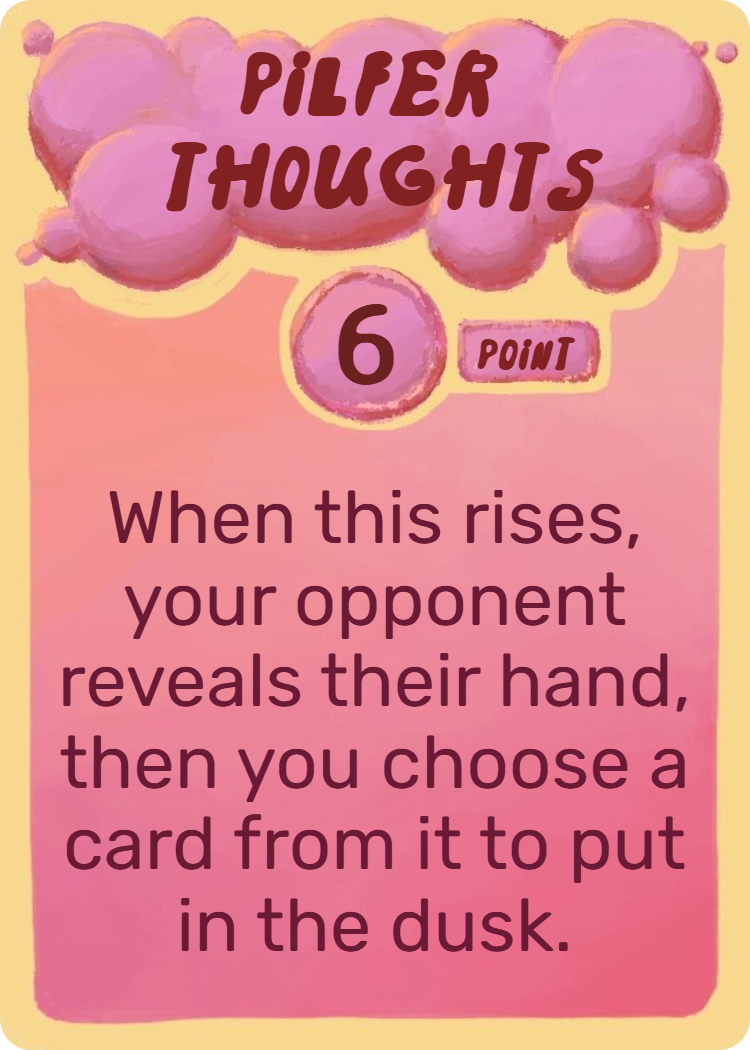 PiLFER
THOUGHTS
6
POiNT
When this rises,
your opponent
reveals their hand,
then you choose a
card from it to put
in the dusk.